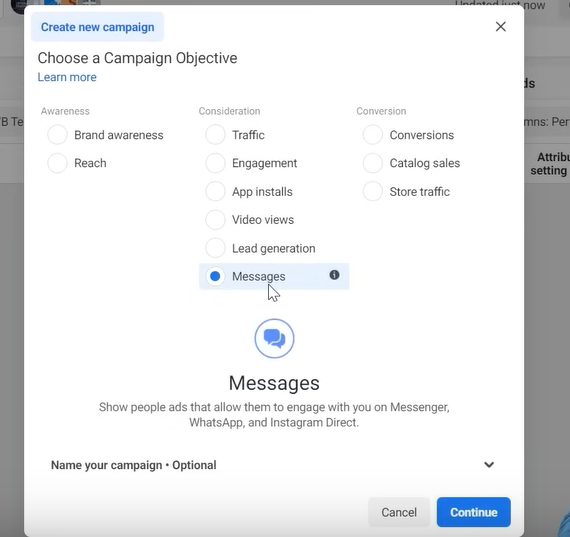 Updated just now
Create new campaign
Choose a Campaign Objective
Learn more
Awareness
Brand awareness
Reach
Consideration
Traffic
Engagement
App installs
Video views
Lead generation
Messages
Conversion
Conversions
Catalog sales
Store traffic
Messages
Show people ads that allow them to engage with you on Messenger,
WhatsApp, and Instagram Direct.
Name your campaign • Optional
Cancel
Continue
ds
/B Te
mns: Per
Attribu
setting